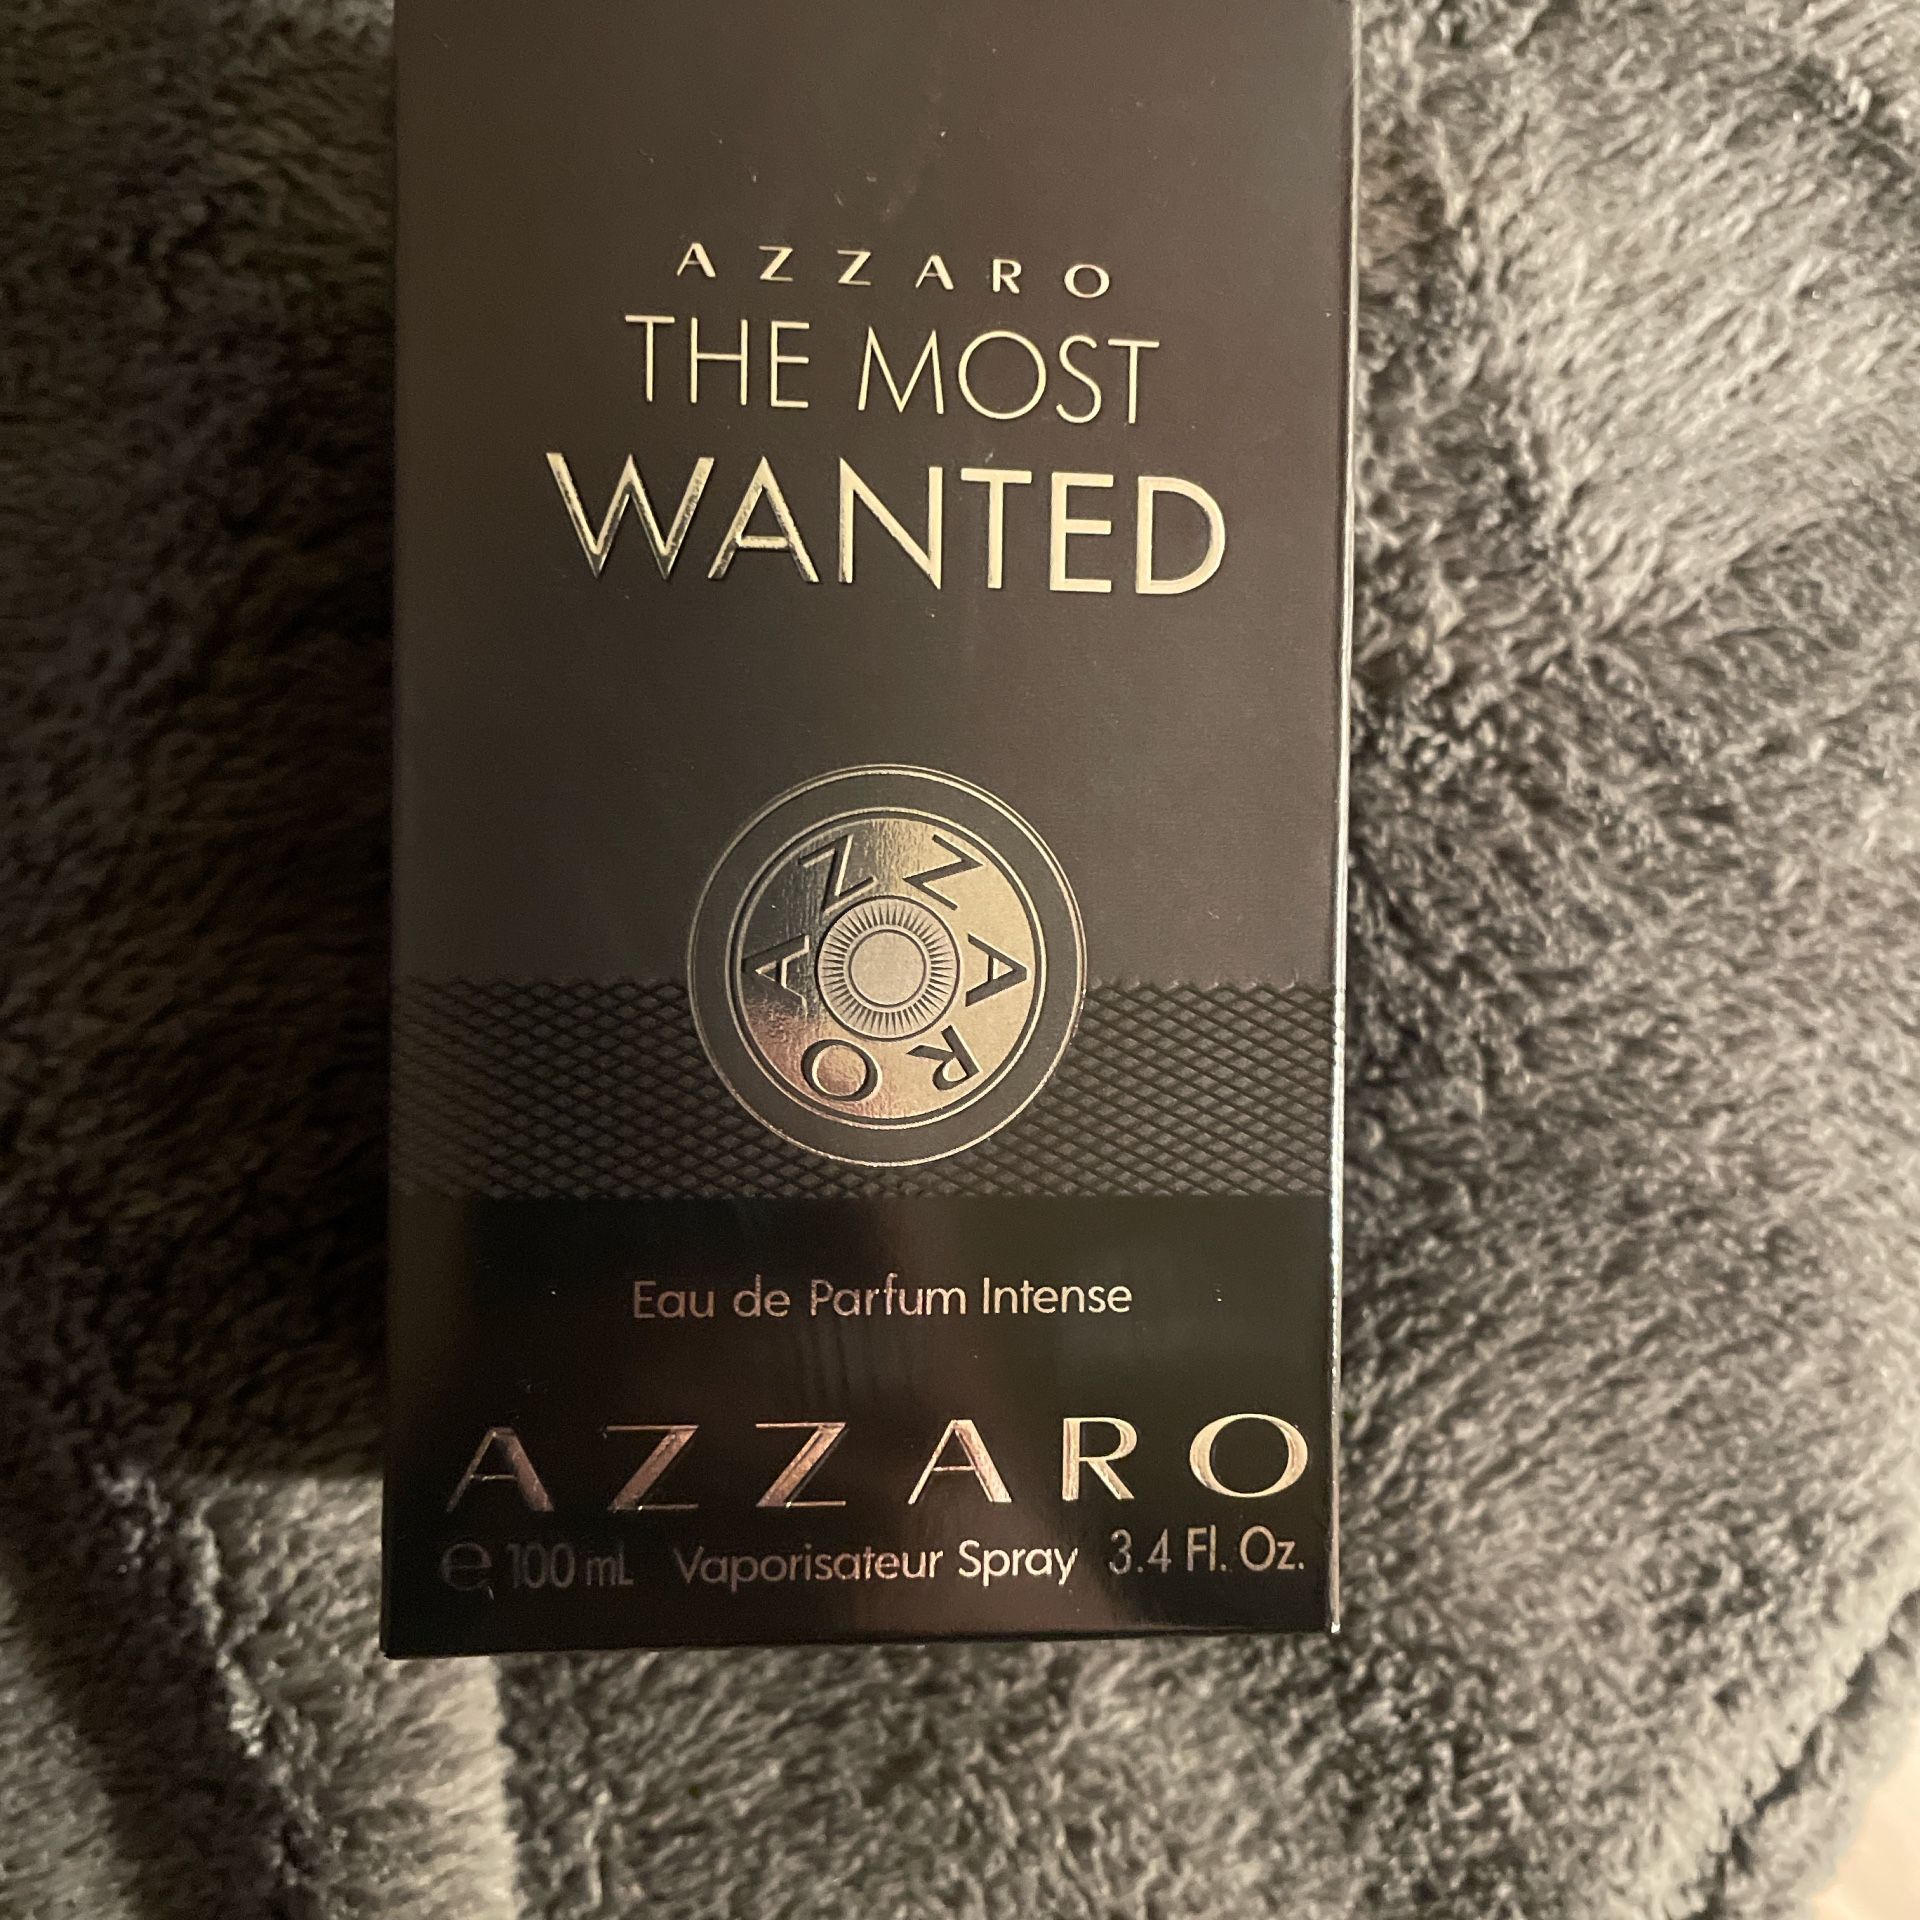 AZZARO
THE MOST
WANTED
AZZARO
Eau de Parfum Intense
AZZARO
e 100 mL Vaporisateur Spray 3.4 Fl. Oz.